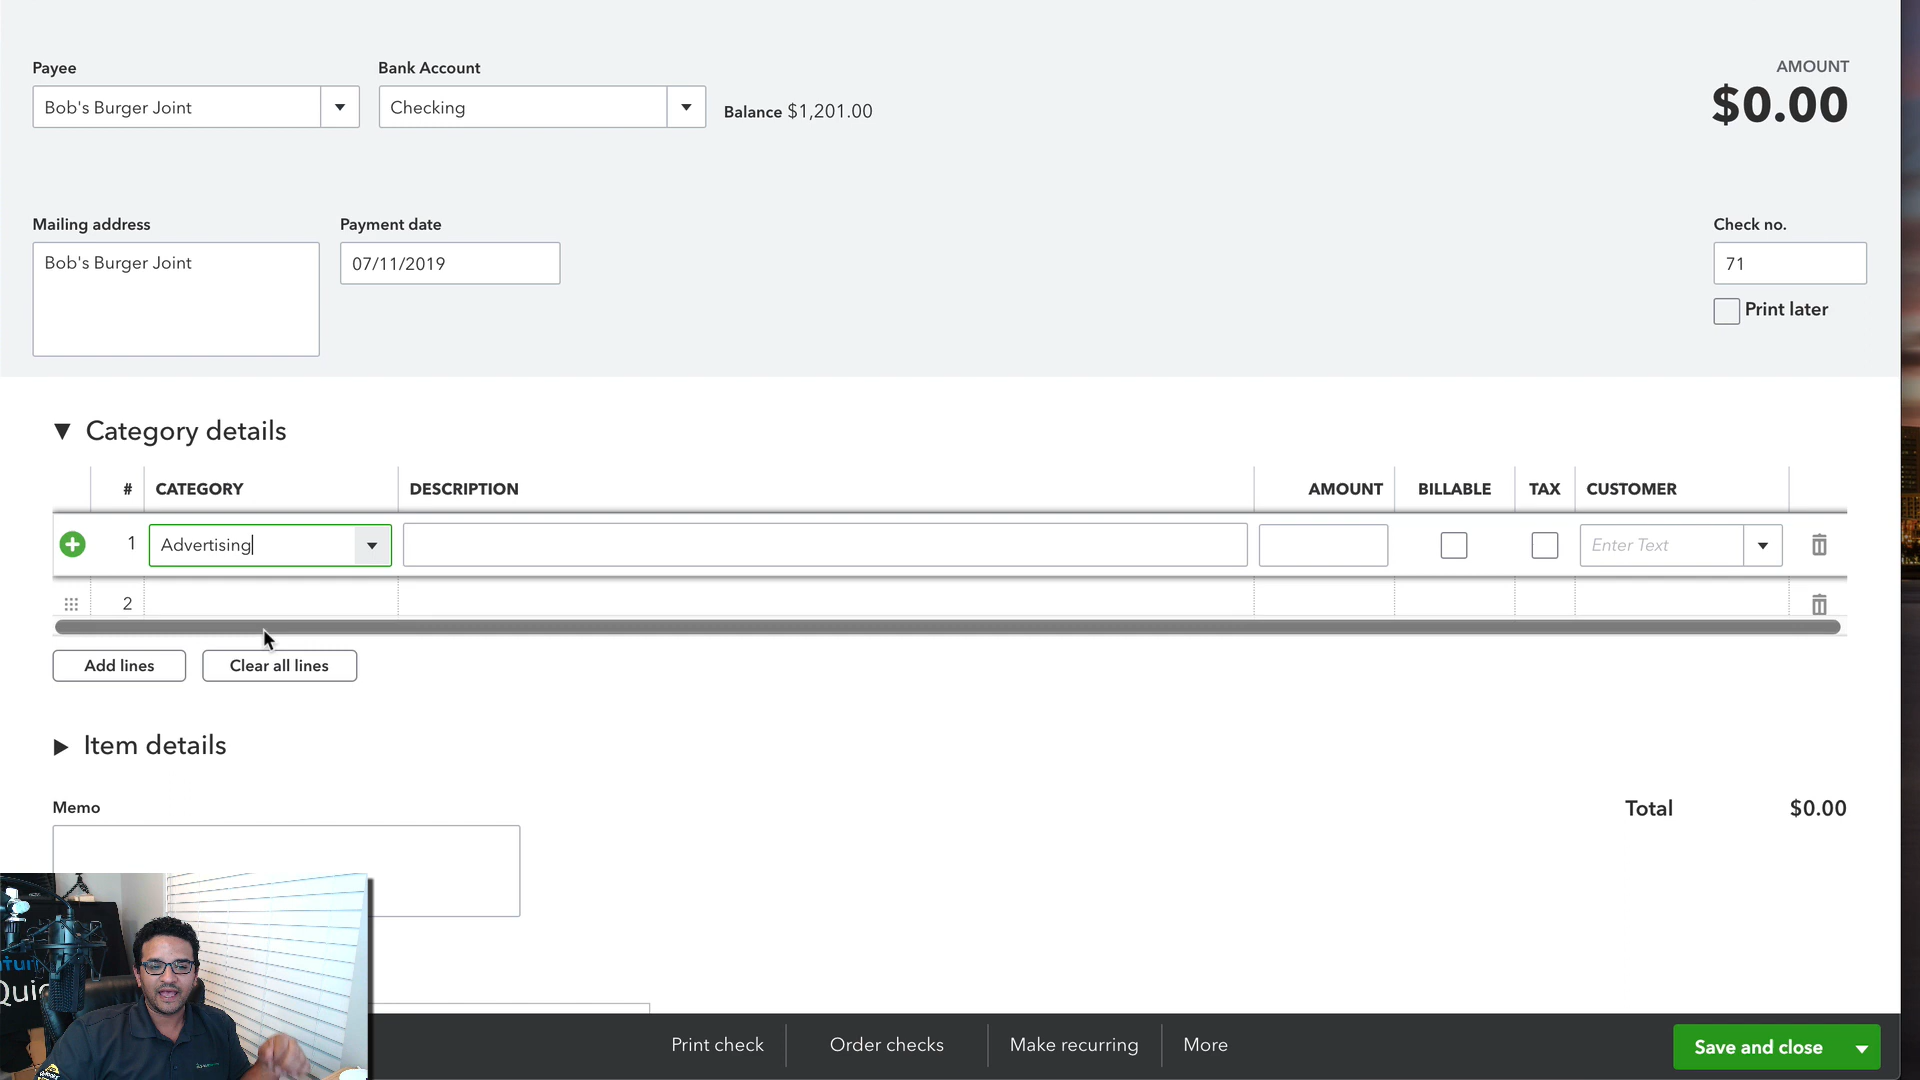 Payee
Bank Account
AMOUNT
Bob's Burger Joint
Checking
Balance $1,201.00
$0.00
Mailing address
Payment date
Check no.
Bob's Burger Joint
07/11/2019
71
Print later
Category details
# CATEGORY DESCRIPTION AMOUNT BILLABLE TAX CUSTOMER
1 Advertising Enter Text
2
Add lines
Clear all lines
Item details
Memo
Total $0.00
Print check
Order checks
Make recurring
More
Save and close